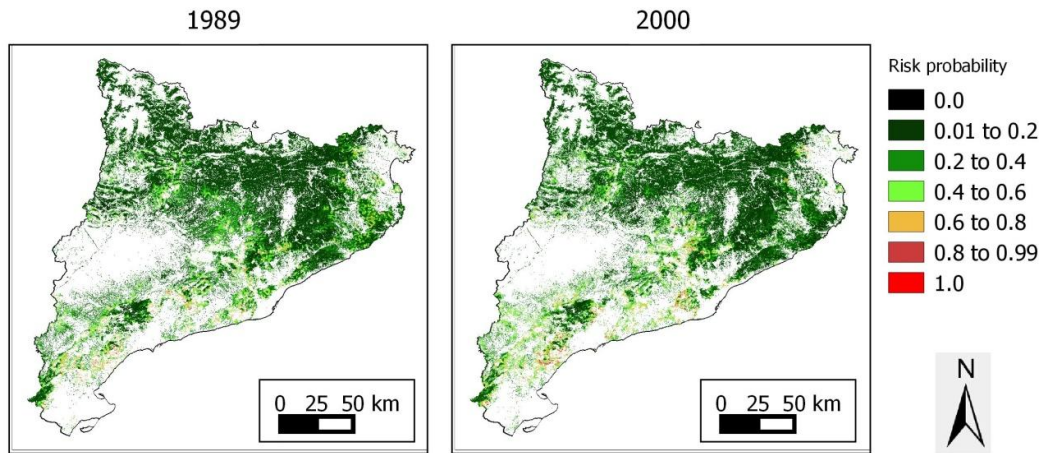 1989
2000
Risk probability
0.0
0.01 to 0.2
0.2 to 0.4
0.4 to 0.6
0.6 to 0.8
0.8 to 0.99
1.0
0 25 50 km
0 25 50 km
N